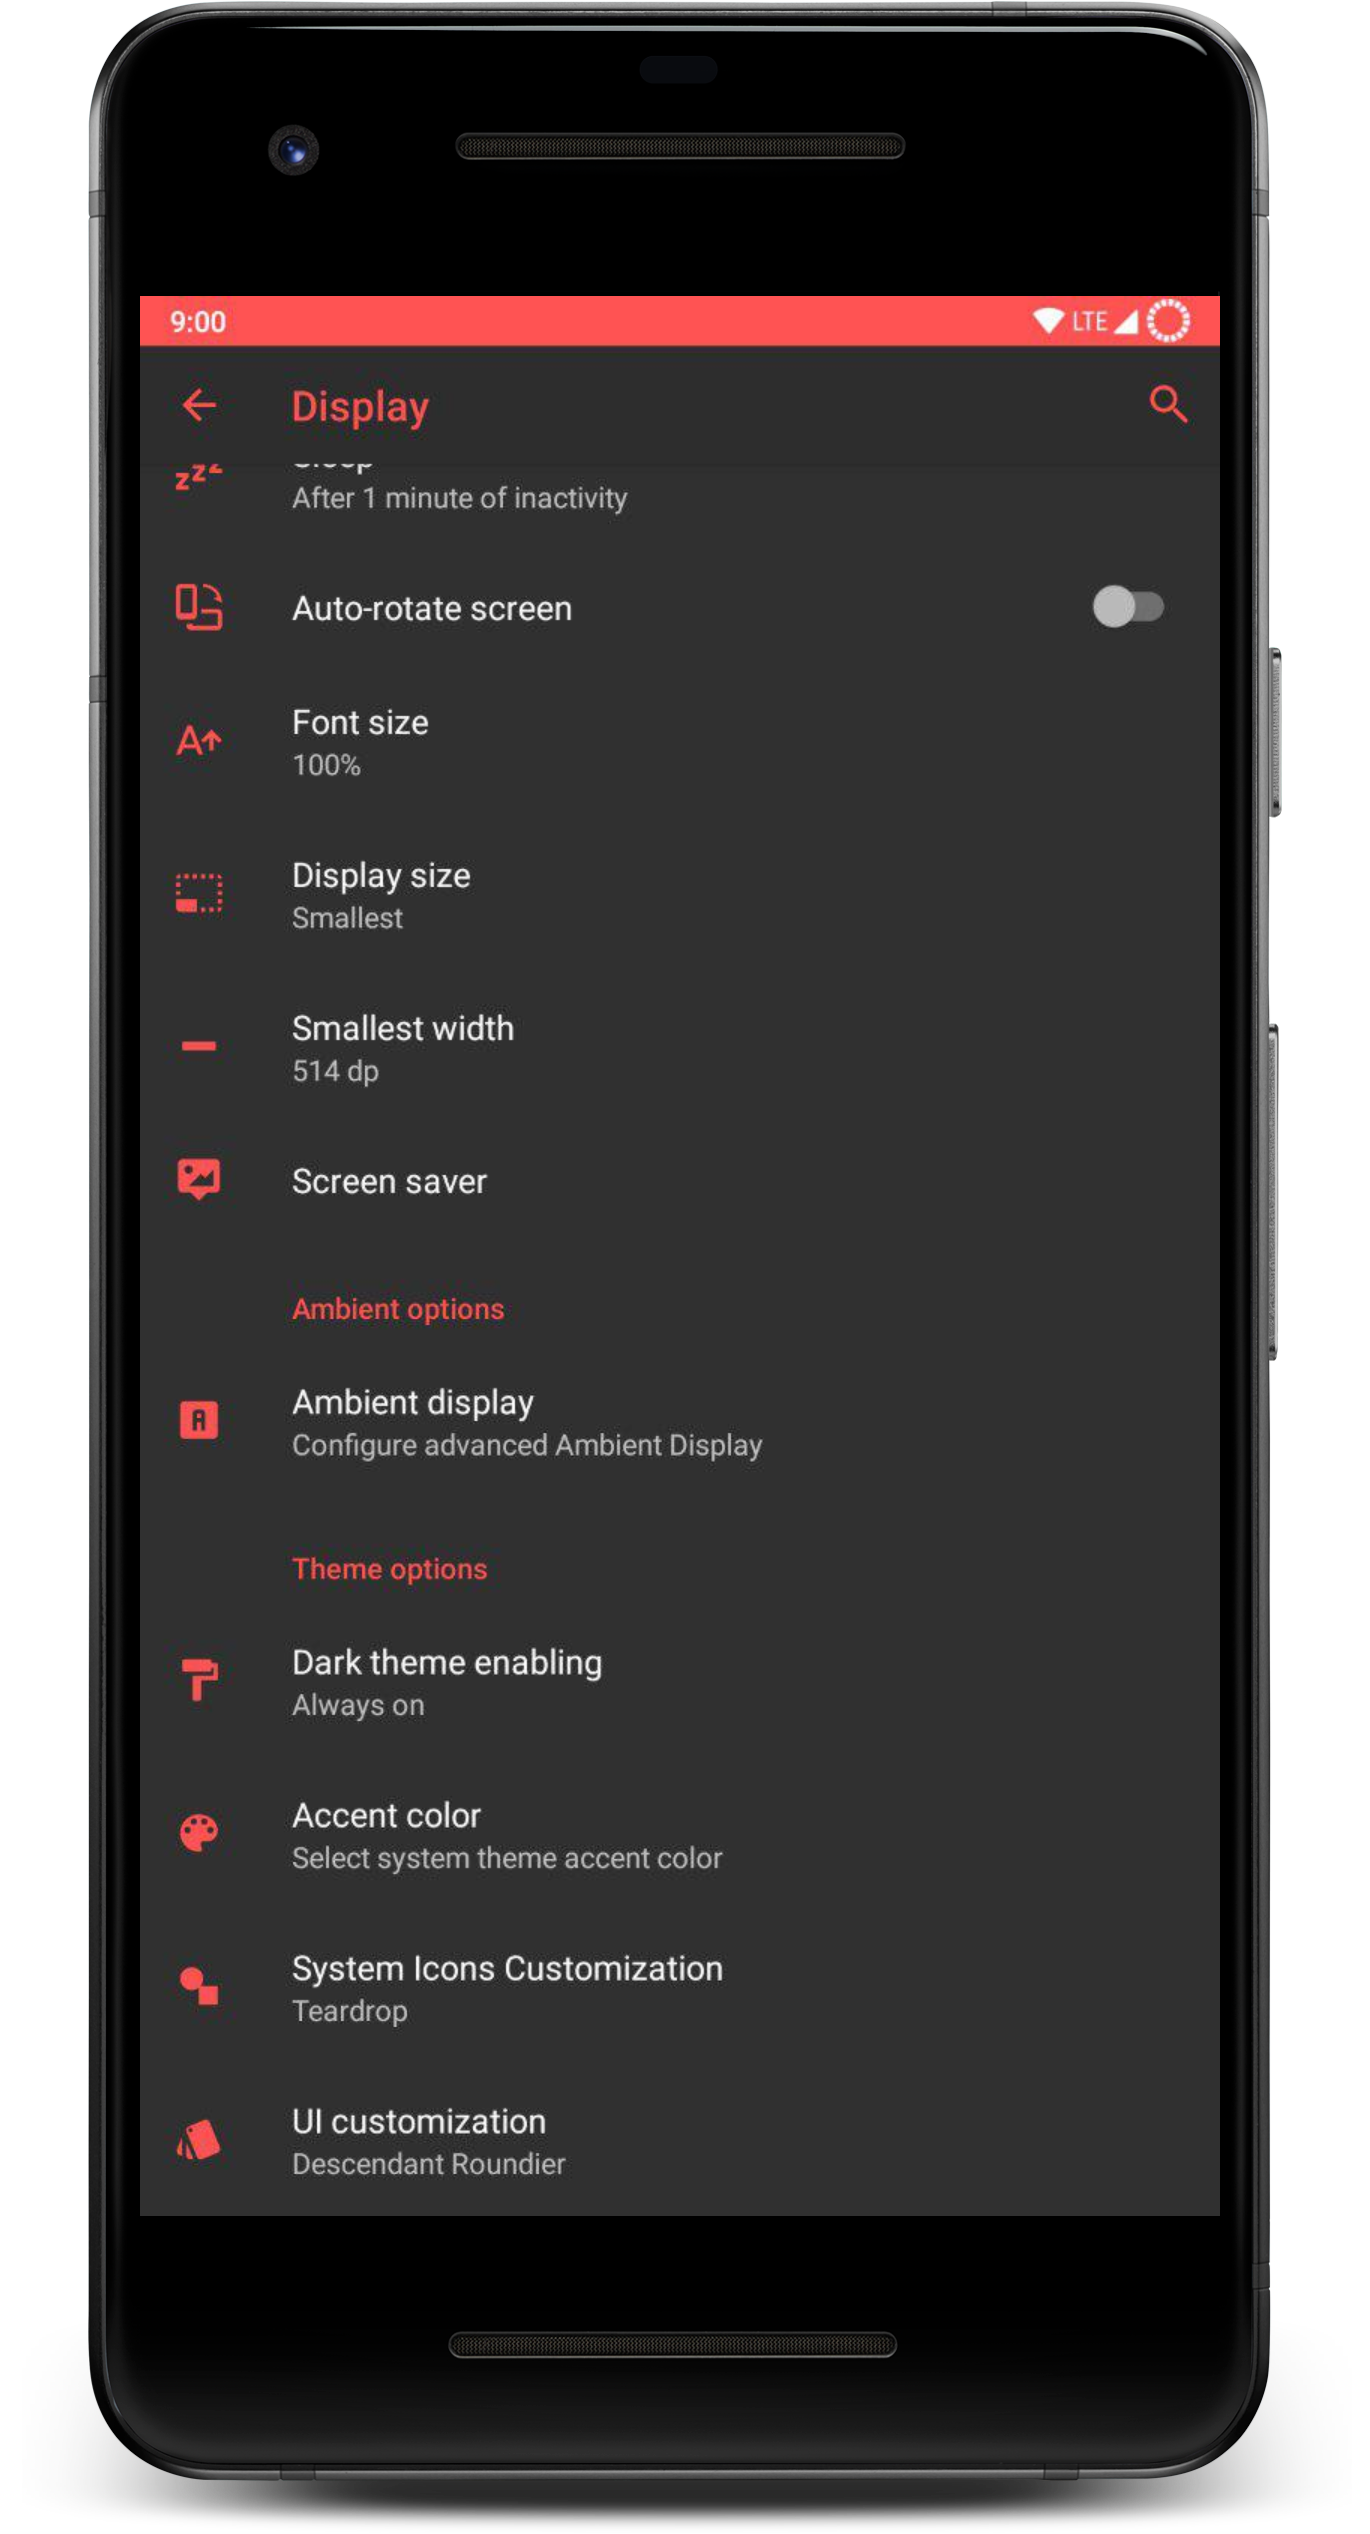 9:00 LTE
Display
After 1 minute of inactivity
Auto-rotate screen
Font size
100%
Display size
Smallest
Smallest width
514 dp
Screen saver
Ambient options
Ambient display
Configure advanced Ambient Display
Theme options
Dark theme enabling
Always on
Accent color
Select system theme accent color
System Icons Customization
Teardrop
UI customization
Descendant Roundier